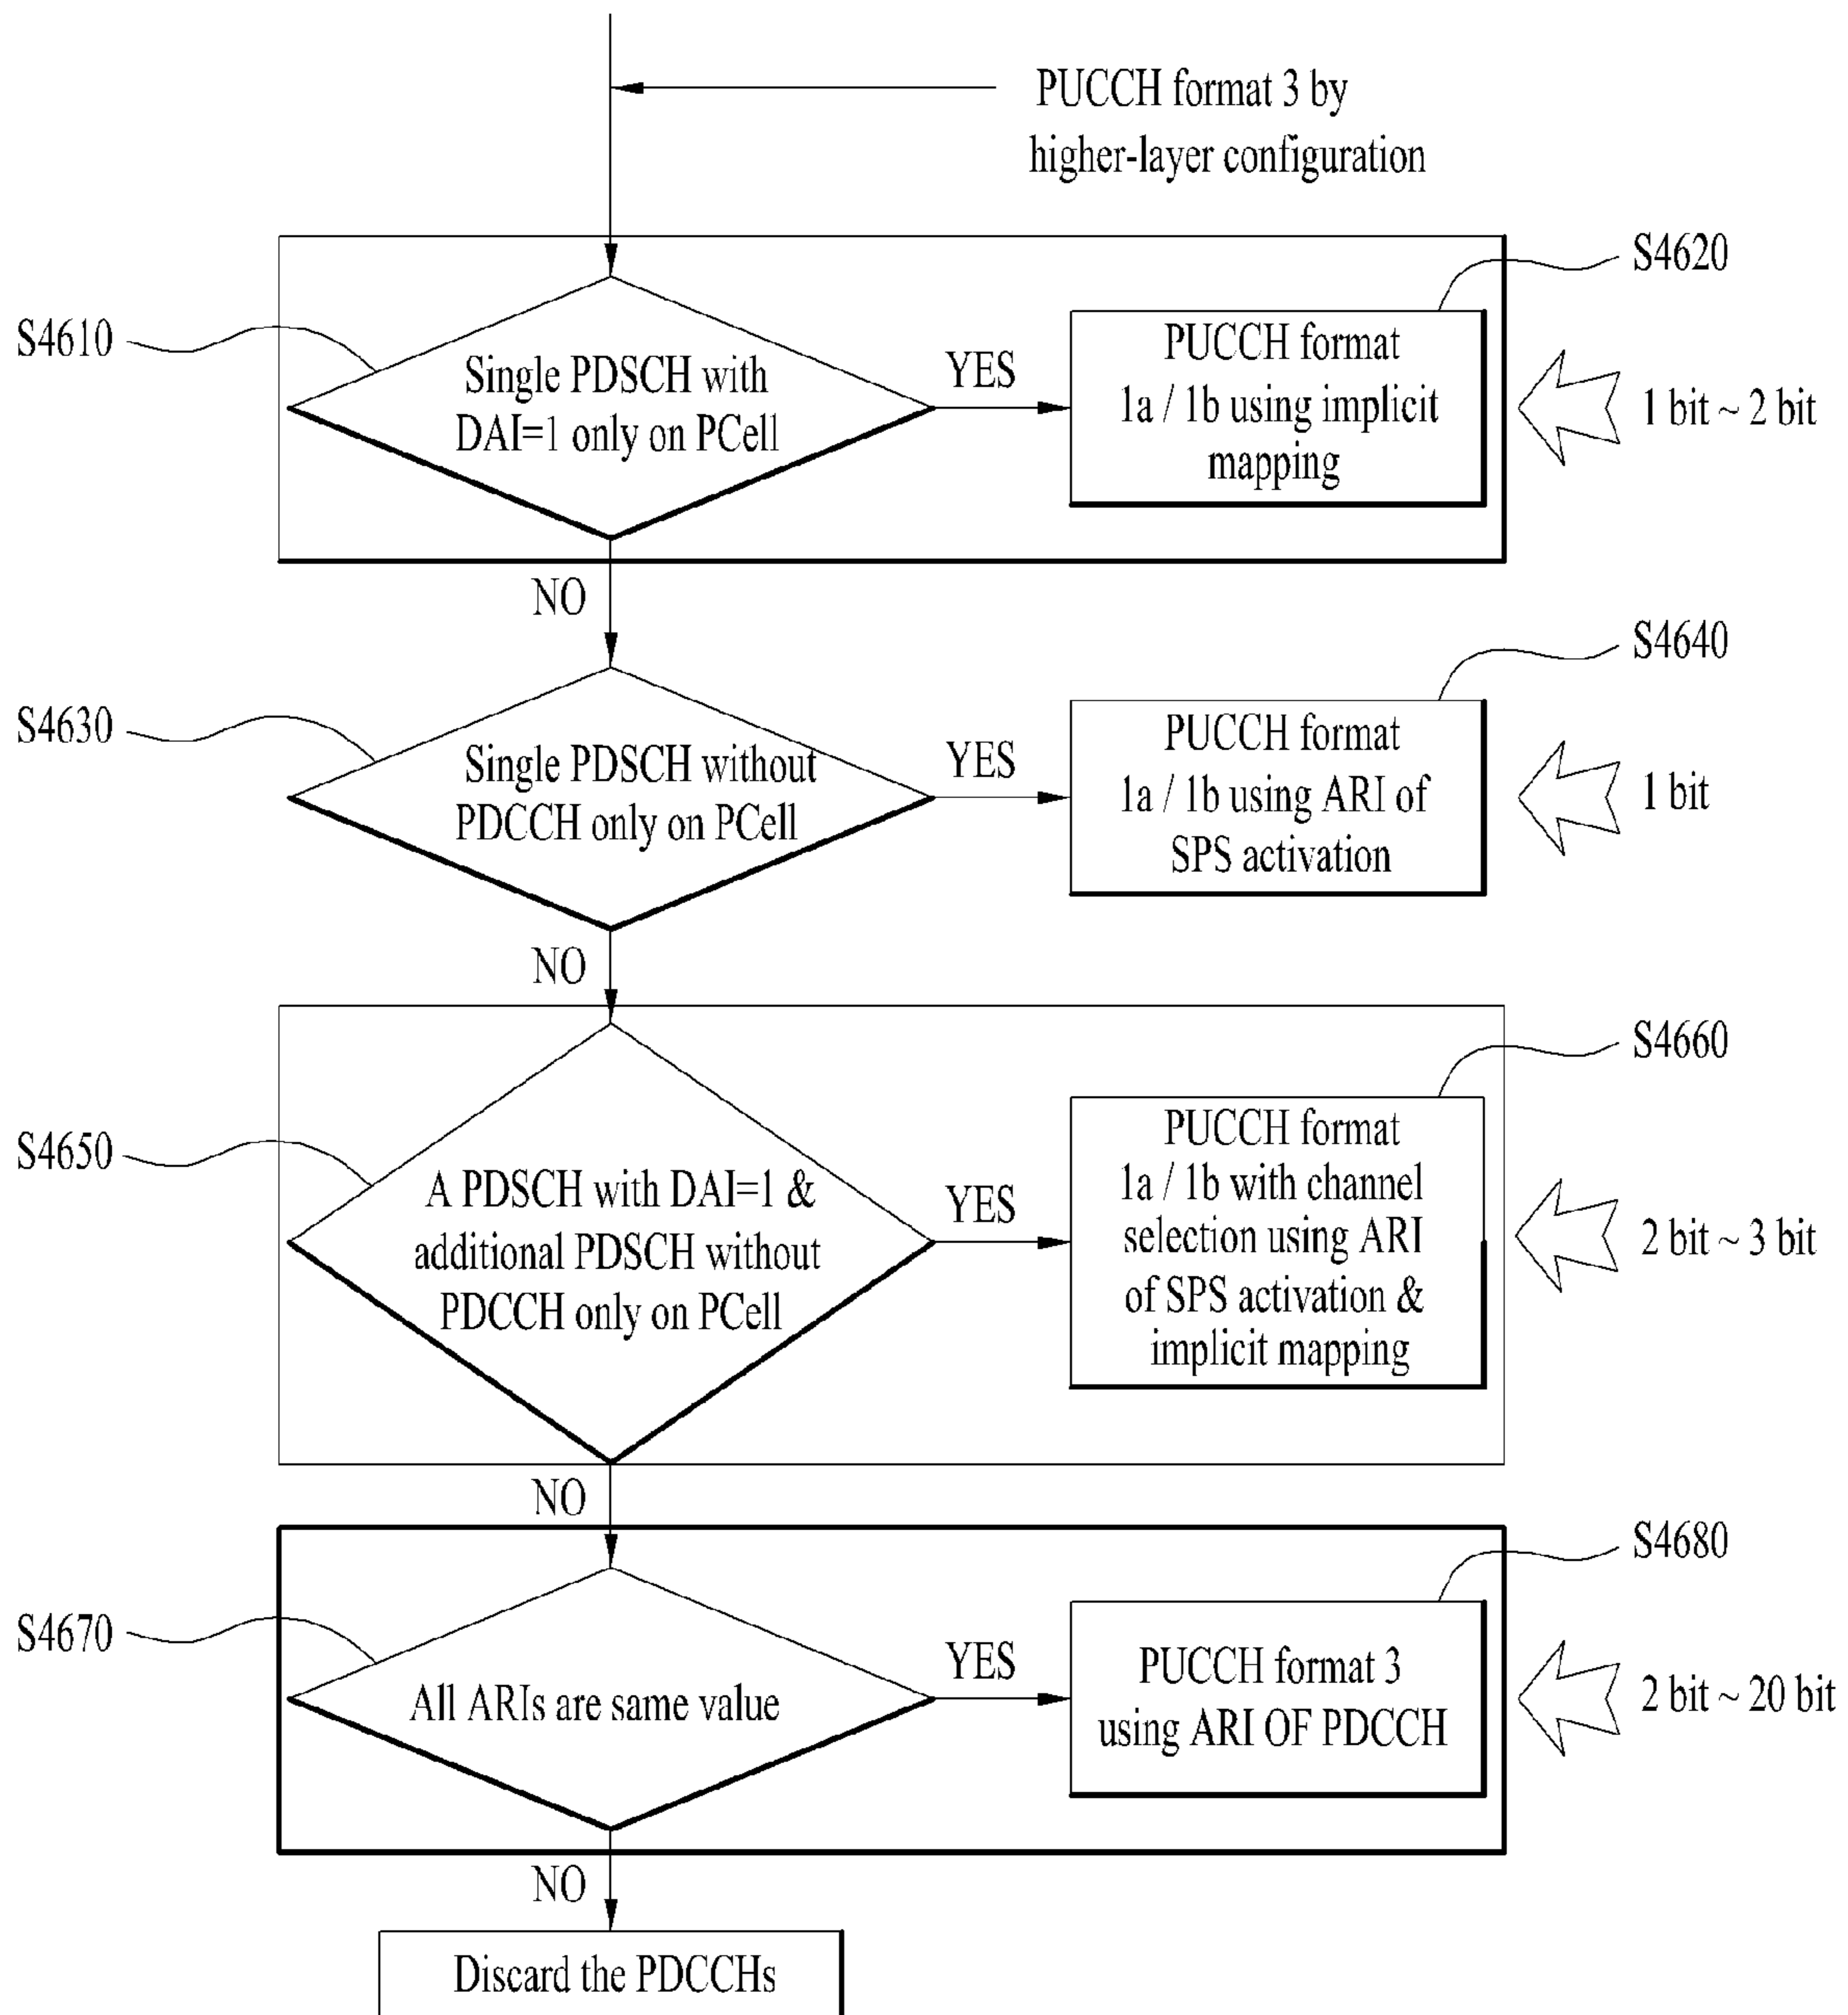 PUCCH format 3 by
higher-layer configuration
S4620
S4610
Single PDSCH with
DAI=1 only on PCell
YES
PUCCH format
1a / 1b using implicit
mapping
1 bit ~ 2 bit
NO
S4640
S4630
Single PDSCH without
PDCCH only on PCell
YES
PUCCH format
1a / 1b using ARI of
SPS activation
1 bit
NO
S4660
S4650
A PDSCH with DAI=1 &
additional PDSCH without
PDCCH only on PCell
YES
PUCCH format
1a / 1b with channel
selection using ARI
of SPS activation &
implicit mapping
2 bit ~ 3 bit
NO
S4680
S4670
All ARIs are same value
YES
PUCCH format 3
using ARI OF PDCCH
2 bit ~ 20 bit
NO
Discard the PDCCHs